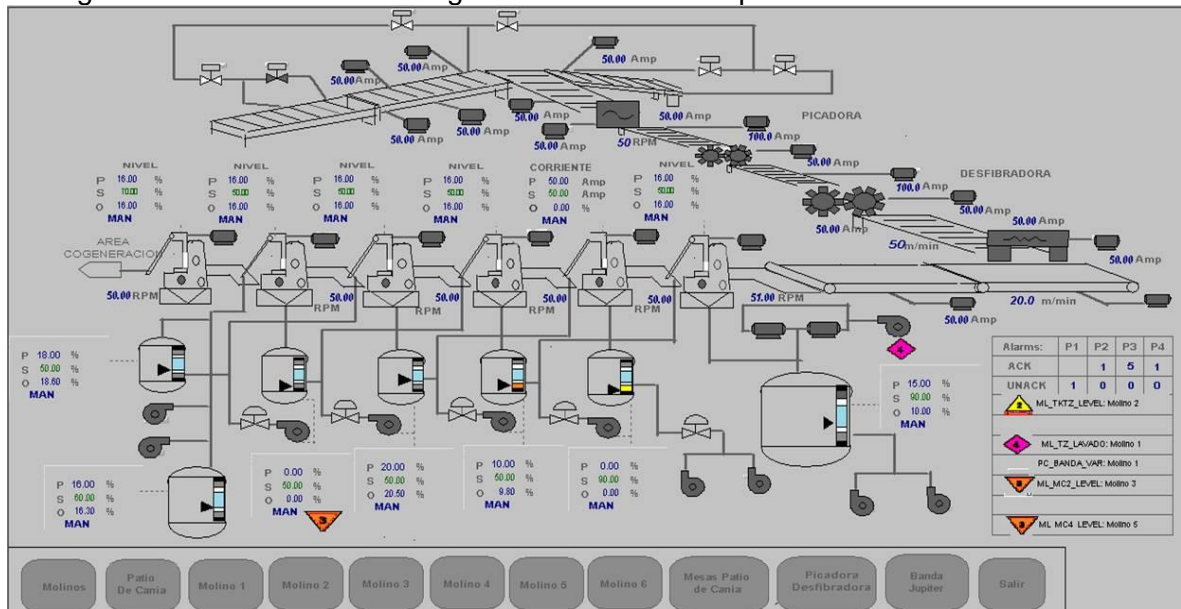 50.00 Amp
50.00 Amp
50.00 Amp
50.00 Amp
50.00 Amp
50.00 Amp
50.00 Amp
50.00 Amp
50.00 Amp
50 RPM
100.0 Amp
PICADORA
50.00 Amp
100.0 Amp
DESFIBRADORA
50.00 Amp
50.00 Amp
50.00 Amp
50 m/min
50.00 Amp
50.00 Amp
20.0 m/min
NIVEL
P 16.00 %
S 70.00 %
O 16.00 %
MAN
NIVEL
P 16.00 %
S 50.00 %
O 16.00 %
MAN
NIVEL
P 16.00 %
S 50.00 %
O 16.00 %
MAN
NIVEL
P 16.00 %
S 50.00 %
O 16.00 %
MAN
CORRIENTE
P 50.00 Amp
S 50.00 Amp
O 0.00 %
MAN
NIVEL
P 16.00 %
S 50.00 %
O 16.00 %
MAN
AREA
COGENERACION
50.00 RPM
50.00 RPM
50.00 RPM
50.00 RPM
50.00 RPM
51.00 RPM
P 18.00 %
S 50.00 %
O 18.60 %
MAN
P 16.00 %
S 60.00 %
O 16.30 %
MAN
P 0.00 %
S 50.00 %
O 0.00 %
MAN
3
P 20.00 %
S 50.00 %
O 20.50 %
MAN
P 10.00 %
S 50.00 %
O 9.80 %
MAN
P 0.00 %
S 90.00 %
O 0.00 %
MAN
4
P 15.00 %
S 90.00 %
O 10.00 %
MAN
Alarms: P1 P2 P3 P4
ACK 1 5 1
UNACK 1 0 0 0
2 ML_TKTZ_LEVEL: Molino 2
4 ML_TZ_LAVADO: Molino 1
PC_BANDA_VAR: Molino 1
ML_MC2_LEVEL: Molino 3
3 ML_MC4_LEVEL: Molino 5
Molinos
Patio
De Cania
Molino 1
Molino 2
Molino 3
Molino 4
Molino 5
Molino 6
Mesas Patio
de Cania
Picadora
Desfibradora
Banda
Jupiter
Salir